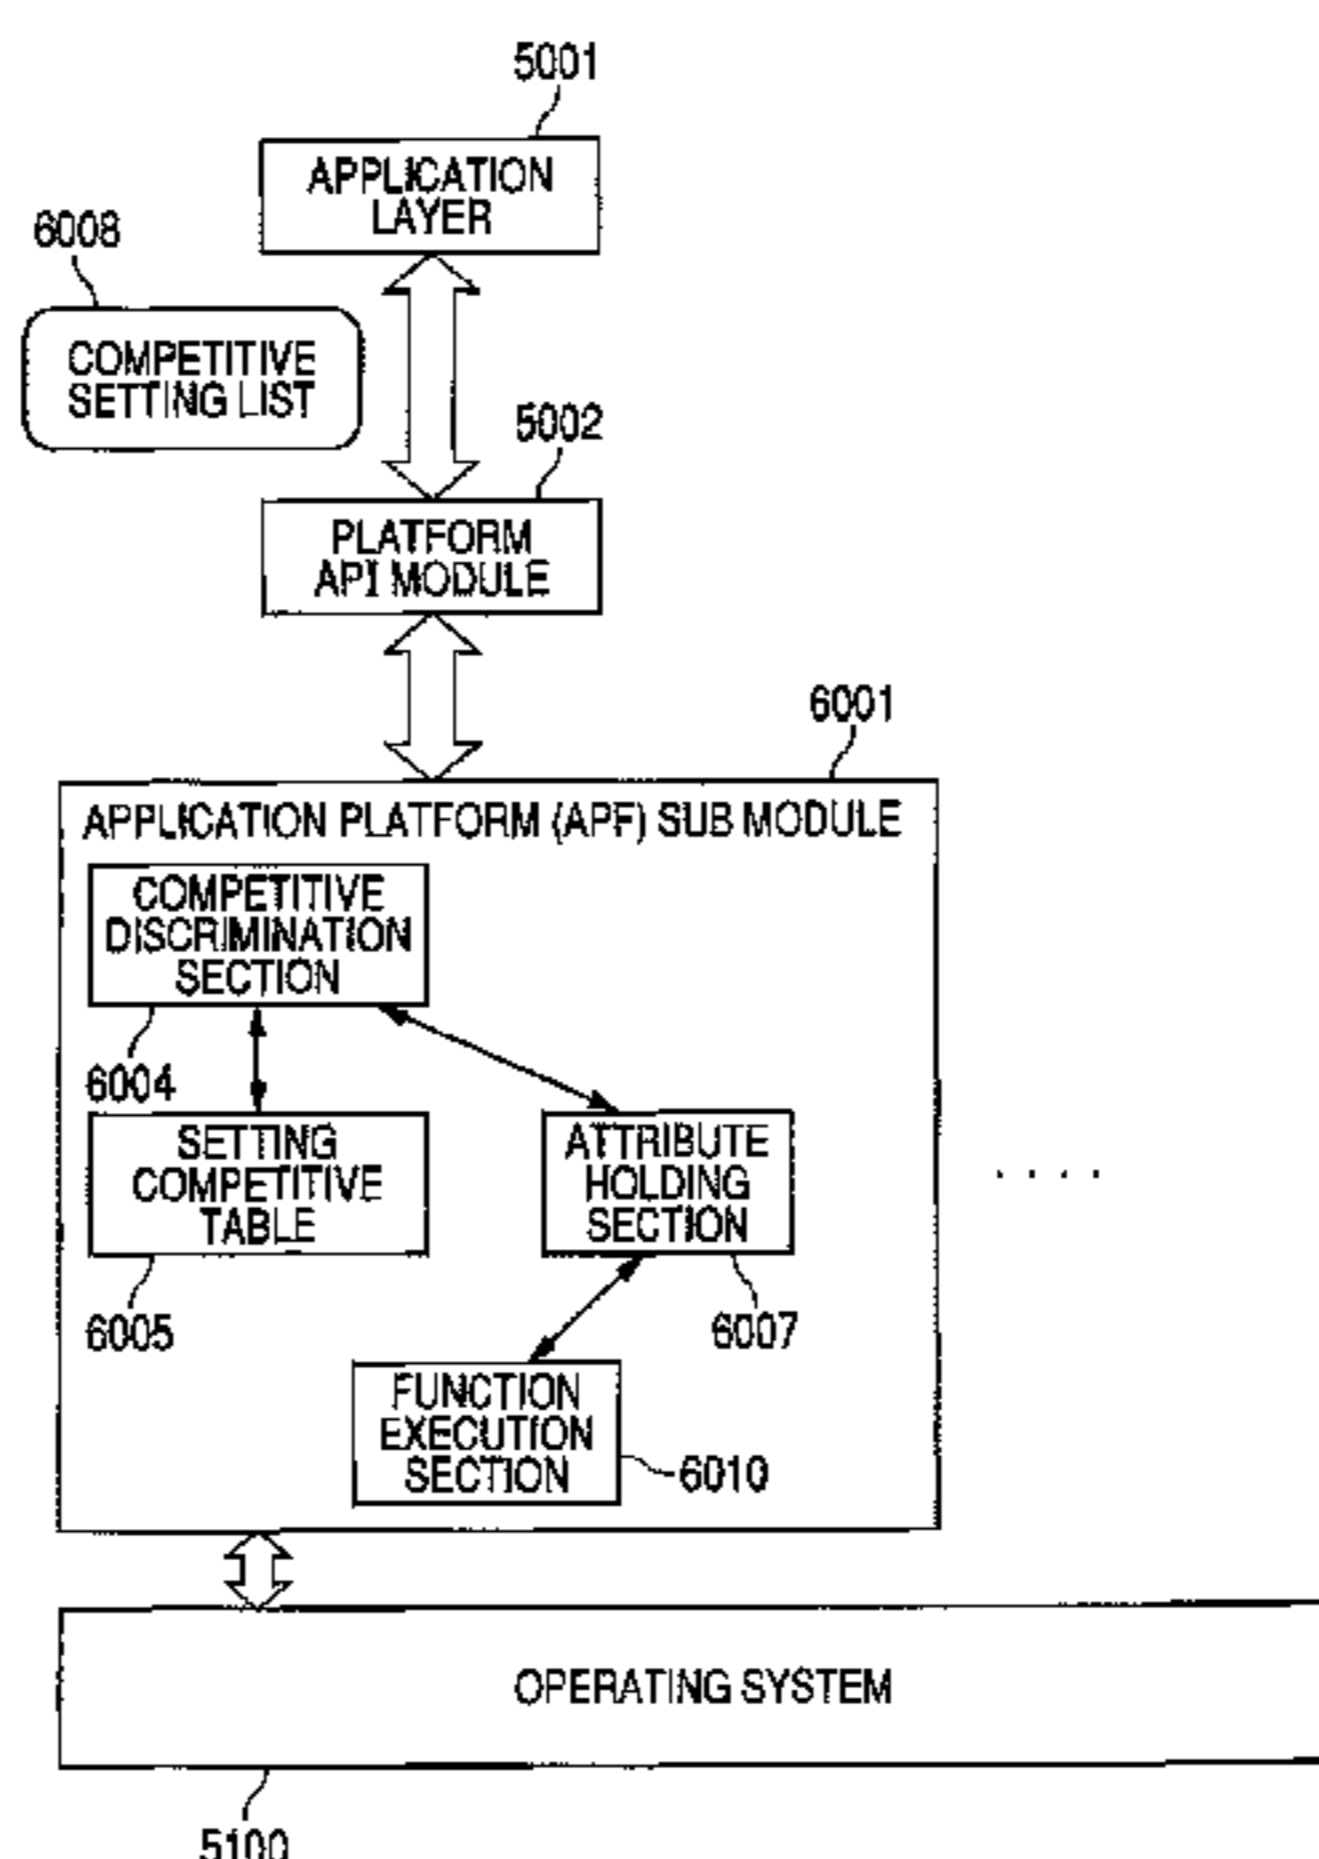 5001
APPLICATION
LAYER
6008
COMPETITIVE
SETTING LIST
5002
PLATFORM
API MODULE
6001
APPLICATION PLATFORM (APF) SUB MODULE
COMPETITIVE
DISCRIMINATION
SECTION
6004
SETTING
COMPETITIVE
TABLE
6005
ATTRIBUTE
HOLDING
SECTION
6007
. . . .
FUNCTION
EXECUTION
SECTION
6010
OPERATING SYSTEM
5100